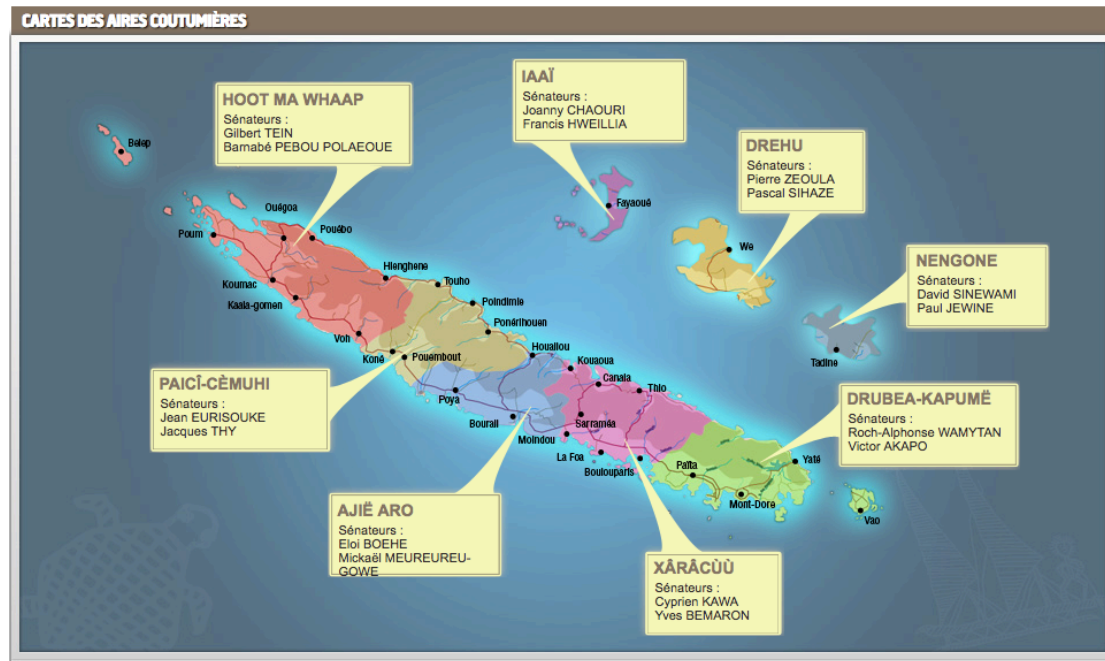 CARTES DES AIRES COUTUMIÈRES
HOOT MA WHAAP
Sénateurs :
Gilbert TEIN
Barnabé PEBOU POLAEOUE
IAAÏ
Sénateurs :
Joanny CHAOURI
Francis HWEILLIA
DREHU
Sénateurs :
Pierre ZEOULA
Pascal SIHAZE
NENGONE
Sénateurs :
David SINEWAMI
Paul JEWINE
PAICÎ-CÈMUHI
Sénateurs :
Jean EURISOUKE
Jacques THY
DRUBEA-KAPUMË
Sénateurs :
Roch-Alphonse WAMYTAN
Victor AKAPO
AJIË ARO
Sénateurs :
Eloi BOEHE
Mickaël MEUREUREU-
GOWE
XÂRÂCÙÙ
Sénateurs :
Cyprien KAWA
Yves BEMARON
Belep
Ouégoa
Poum
Pouébo
Koumac
Hienghene
Kaala-gomen
Touho
Poindimie
Voh
Ponérihouen
Koné
Pouembout
Houaïlou
Kouaoua
Poya
Canala
Thio
Bouraïl
Sarraméa
Moindou
La Foa
Boulouparis
Païta
Yaté
Mont-Dore
Vao
Fayaoué
We
Tadine